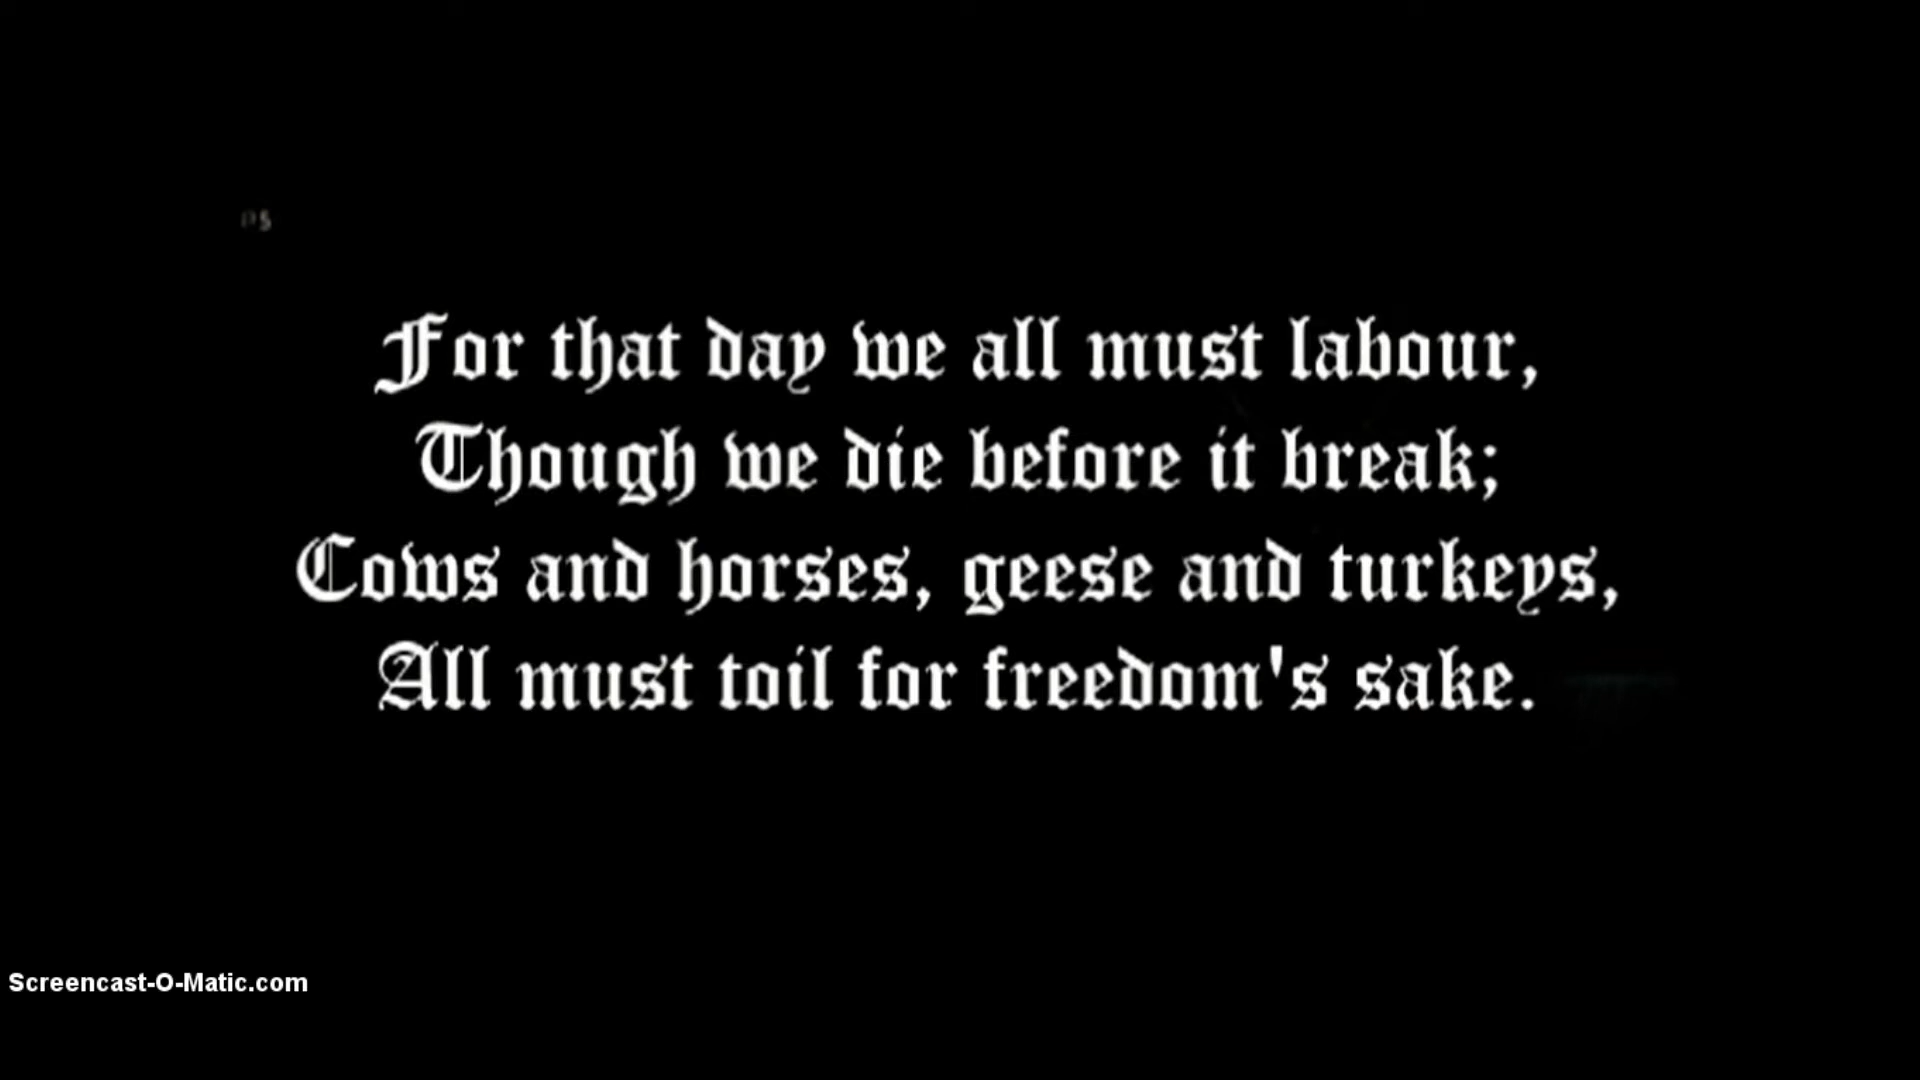 For that day we all must labour,
Though we die before it break;
Cows and horses, geese and turkeys,
All must toil for freedom's sake.
Screencast-O-Matic.com